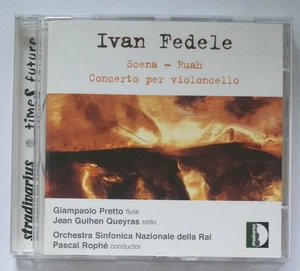 Ivan Fedele
Scena - Ruah
Concerto per violoncello
stradivarius timeS future
Giampaolo Pretto flute
Jean Guihen Queyras cello
Orchestra Sinfonica Nazionale della Rai
Pascal Rophé conductor